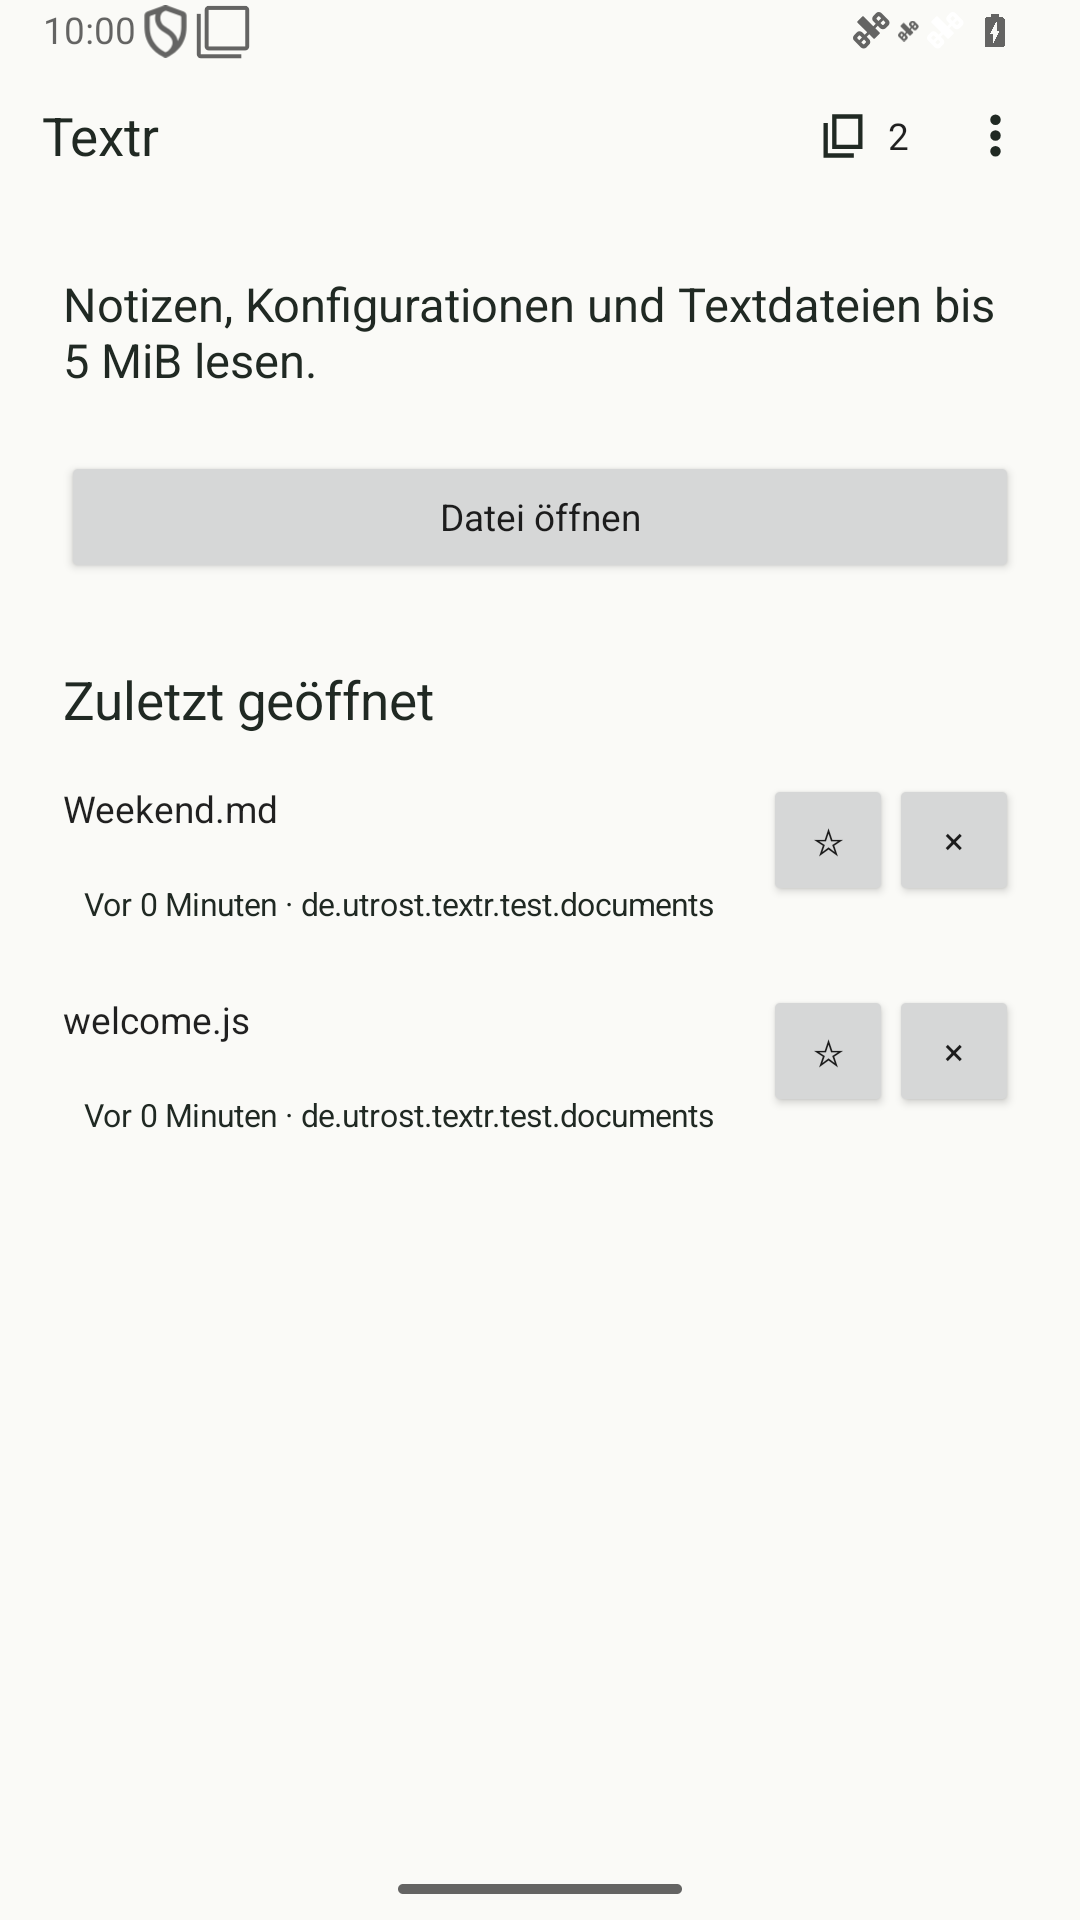 10:00
Textr
2
Notizen, Konfigurationen und Textdateien bis
5 MiB lesen.
Datei öffnen
Zuletzt geöffnet
Weekend.md
☆ ×
Vor 0 Minuten · de.utrost.textr.test.documents
welcome.js
☆ ×
Vor 0 Minuten · de.utrost.textr.test.documents